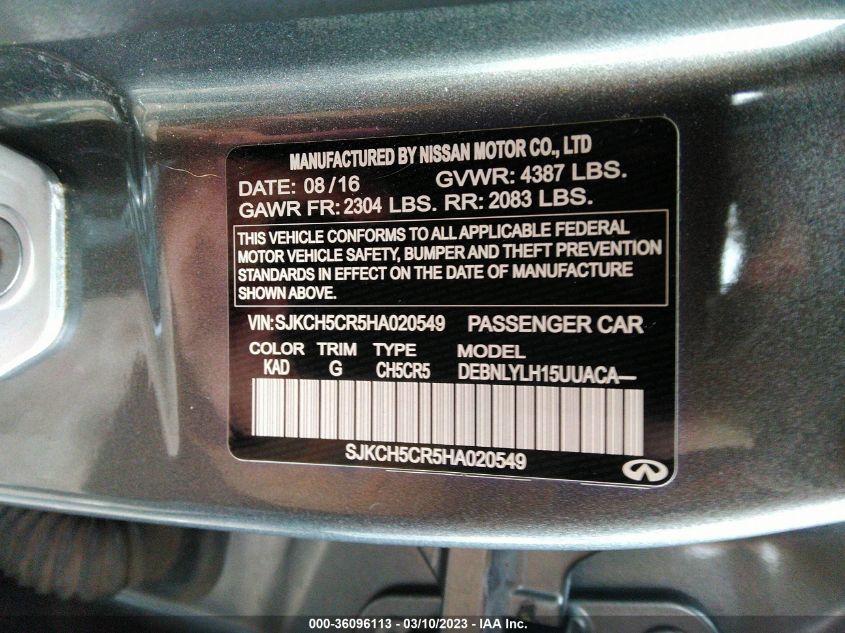 MANUFACTURED BY NISSAN MOTOR CO., LTD
DATE: 08/16 GVWR: 4387 LBS.
GAWR FR: 2304 LBS. RR: 2083 LBS.
THIS VEHICLE CONFORMS TO ALL APPLICABLE FEDERAL
MOTOR VEHICLE SAFETY, BUMPER AND THEFT PREVENTION
STANDARDS IN EFFECT ON THE DATE OF MANUFACTURE
SHOWN ABOVE.
VIN: SJKCH5CR5HA020549 PASSENGER CAR
COLOR TRIM TYPE MODEL
KAD G CH5CR5 DEBNLYLH15UUACA—
SJKCH5CR5HA020549
000-36096113 — 03/10/2023 — IAA Inc.